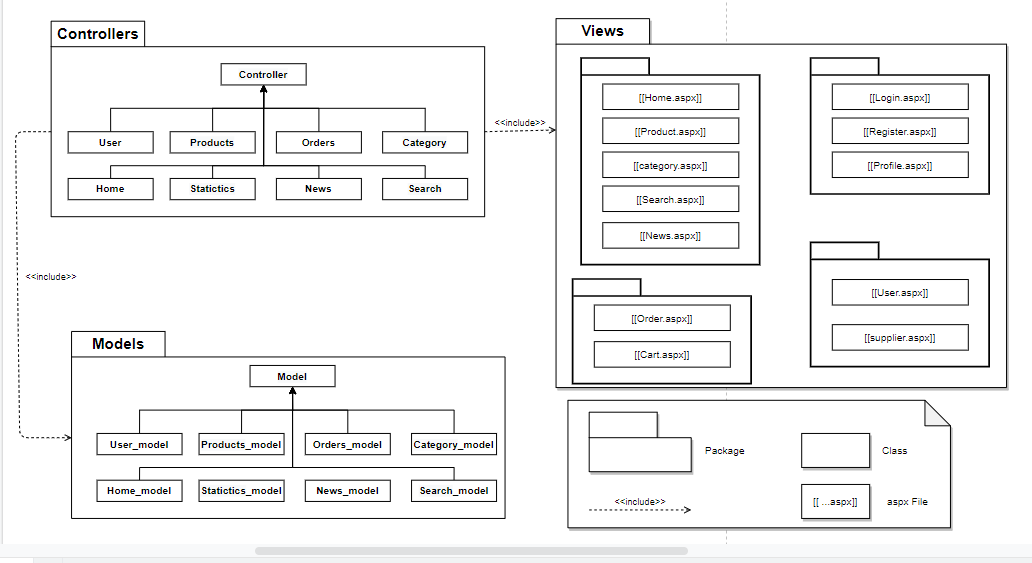 Controllers
Controller
User
Products
Orders
Category
Home
Statictics
News
Search
<<include>>
<<include>>
Views
[[Home.aspx]]
[[Product.aspx]]
[[category.aspx]]
[[Search.aspx]]
[[News.aspx]]
[[Login.aspx]]
[[Register.aspx]]
[[Profile.aspx]]
[[Order.aspx]]
[[Cart.aspx]]
[[User.aspx]]
[[supplier.aspx]]
Models
Model
User_model
Products_model
Orders_model
Category_model
Home_model
Statictics_model
News_model
Search_model
Package
Class
<<include>>
[[ ...aspx]]
aspx File